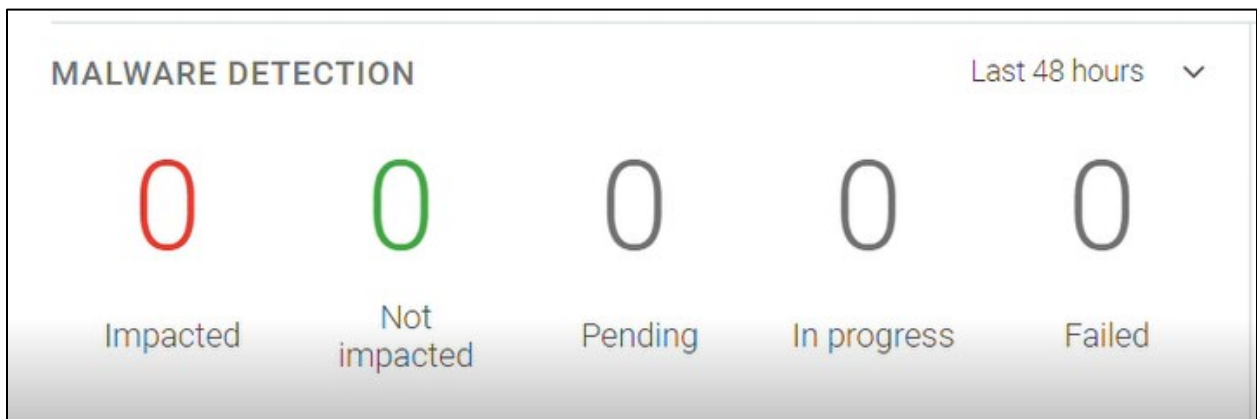 MALWARE DETECTION
Last 48 hours
0 0 0 0 0
Impacted
Not
impacted
Pending
In progress
Failed